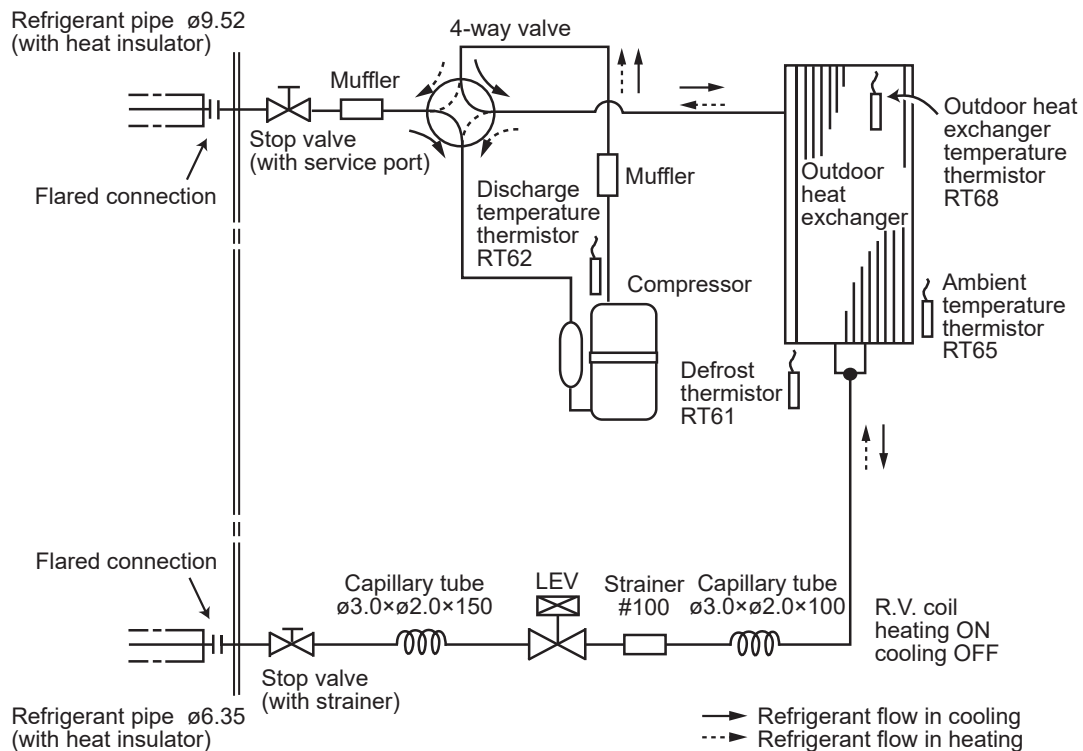 Refrigerant pipe ø9.52
(with heat insulator)
4-way valve
Muffler
Stop valve
(with service port)
Flared connection
Discharge
temperature
thermistor
RT62
Muffler
Compressor
Outdoor
heat
exchanger
Outdoor heat
exchanger
temperature
thermistor
RT68
Ambient
temperature
thermistor
RT65
Defrost
thermistor
RT61
Flared connection
Capillary tube
ø3.0×ø2.0×150
LEV
Strainer
#100
Capillary tube
ø3.0×ø2.0×100
R.V. coil
heating ON
cooling OFF
Stop valve
(with strainer)
Refrigerant pipe ø6.35
(with heat insulator)
Refrigerant flow in cooling
Refrigerant flow in heating